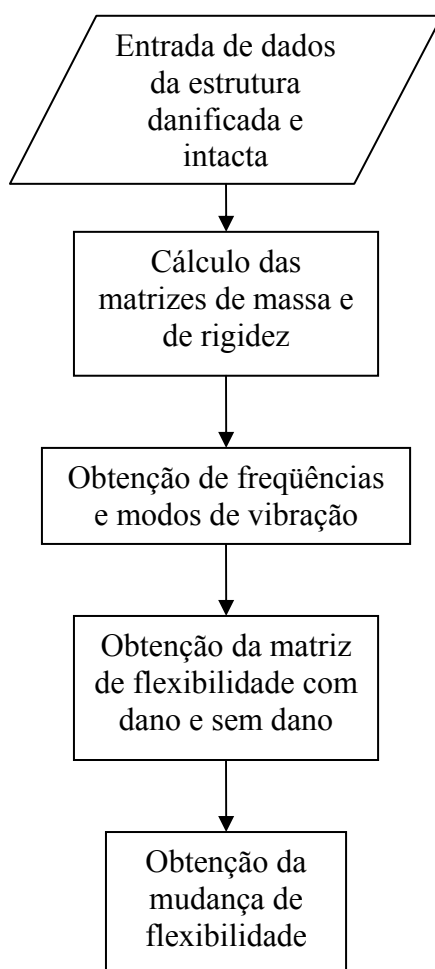 Entrada de dados
da estrutura
danificada e
intacta
Cálculo das
matrizes de massa e
de rigidez
Obtenção de freqüências
e modos de vibração
Obtenção da matriz
de flexibilidade com
dano e sem dano
Obtenção da
mudança de
flexibilidade